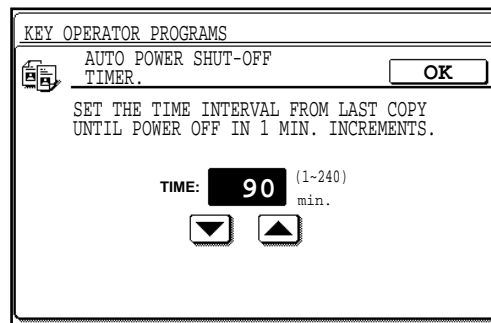 KEY OPERATOR PROGRAMS
AUTO POWER SHUT-OFF
TIMER.
OK
SET THE TIME INTERVAL FROM LAST COPY
UNTIL POWER OFF IN 1 MIN. INCREMENTS.
TIME: 90 (1~240)
min.